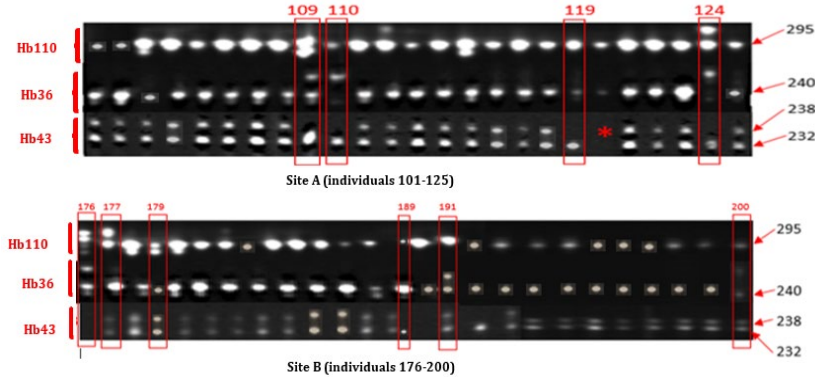 109 110 119 124
Hb110 295
Hb36 240
238
Hb43 * 232
Site A (individuals 101-125)
176 177 179 189 191 200
Hb110 295
Hb36 240
Hb43 238
232
Site B (individuals 176-200)